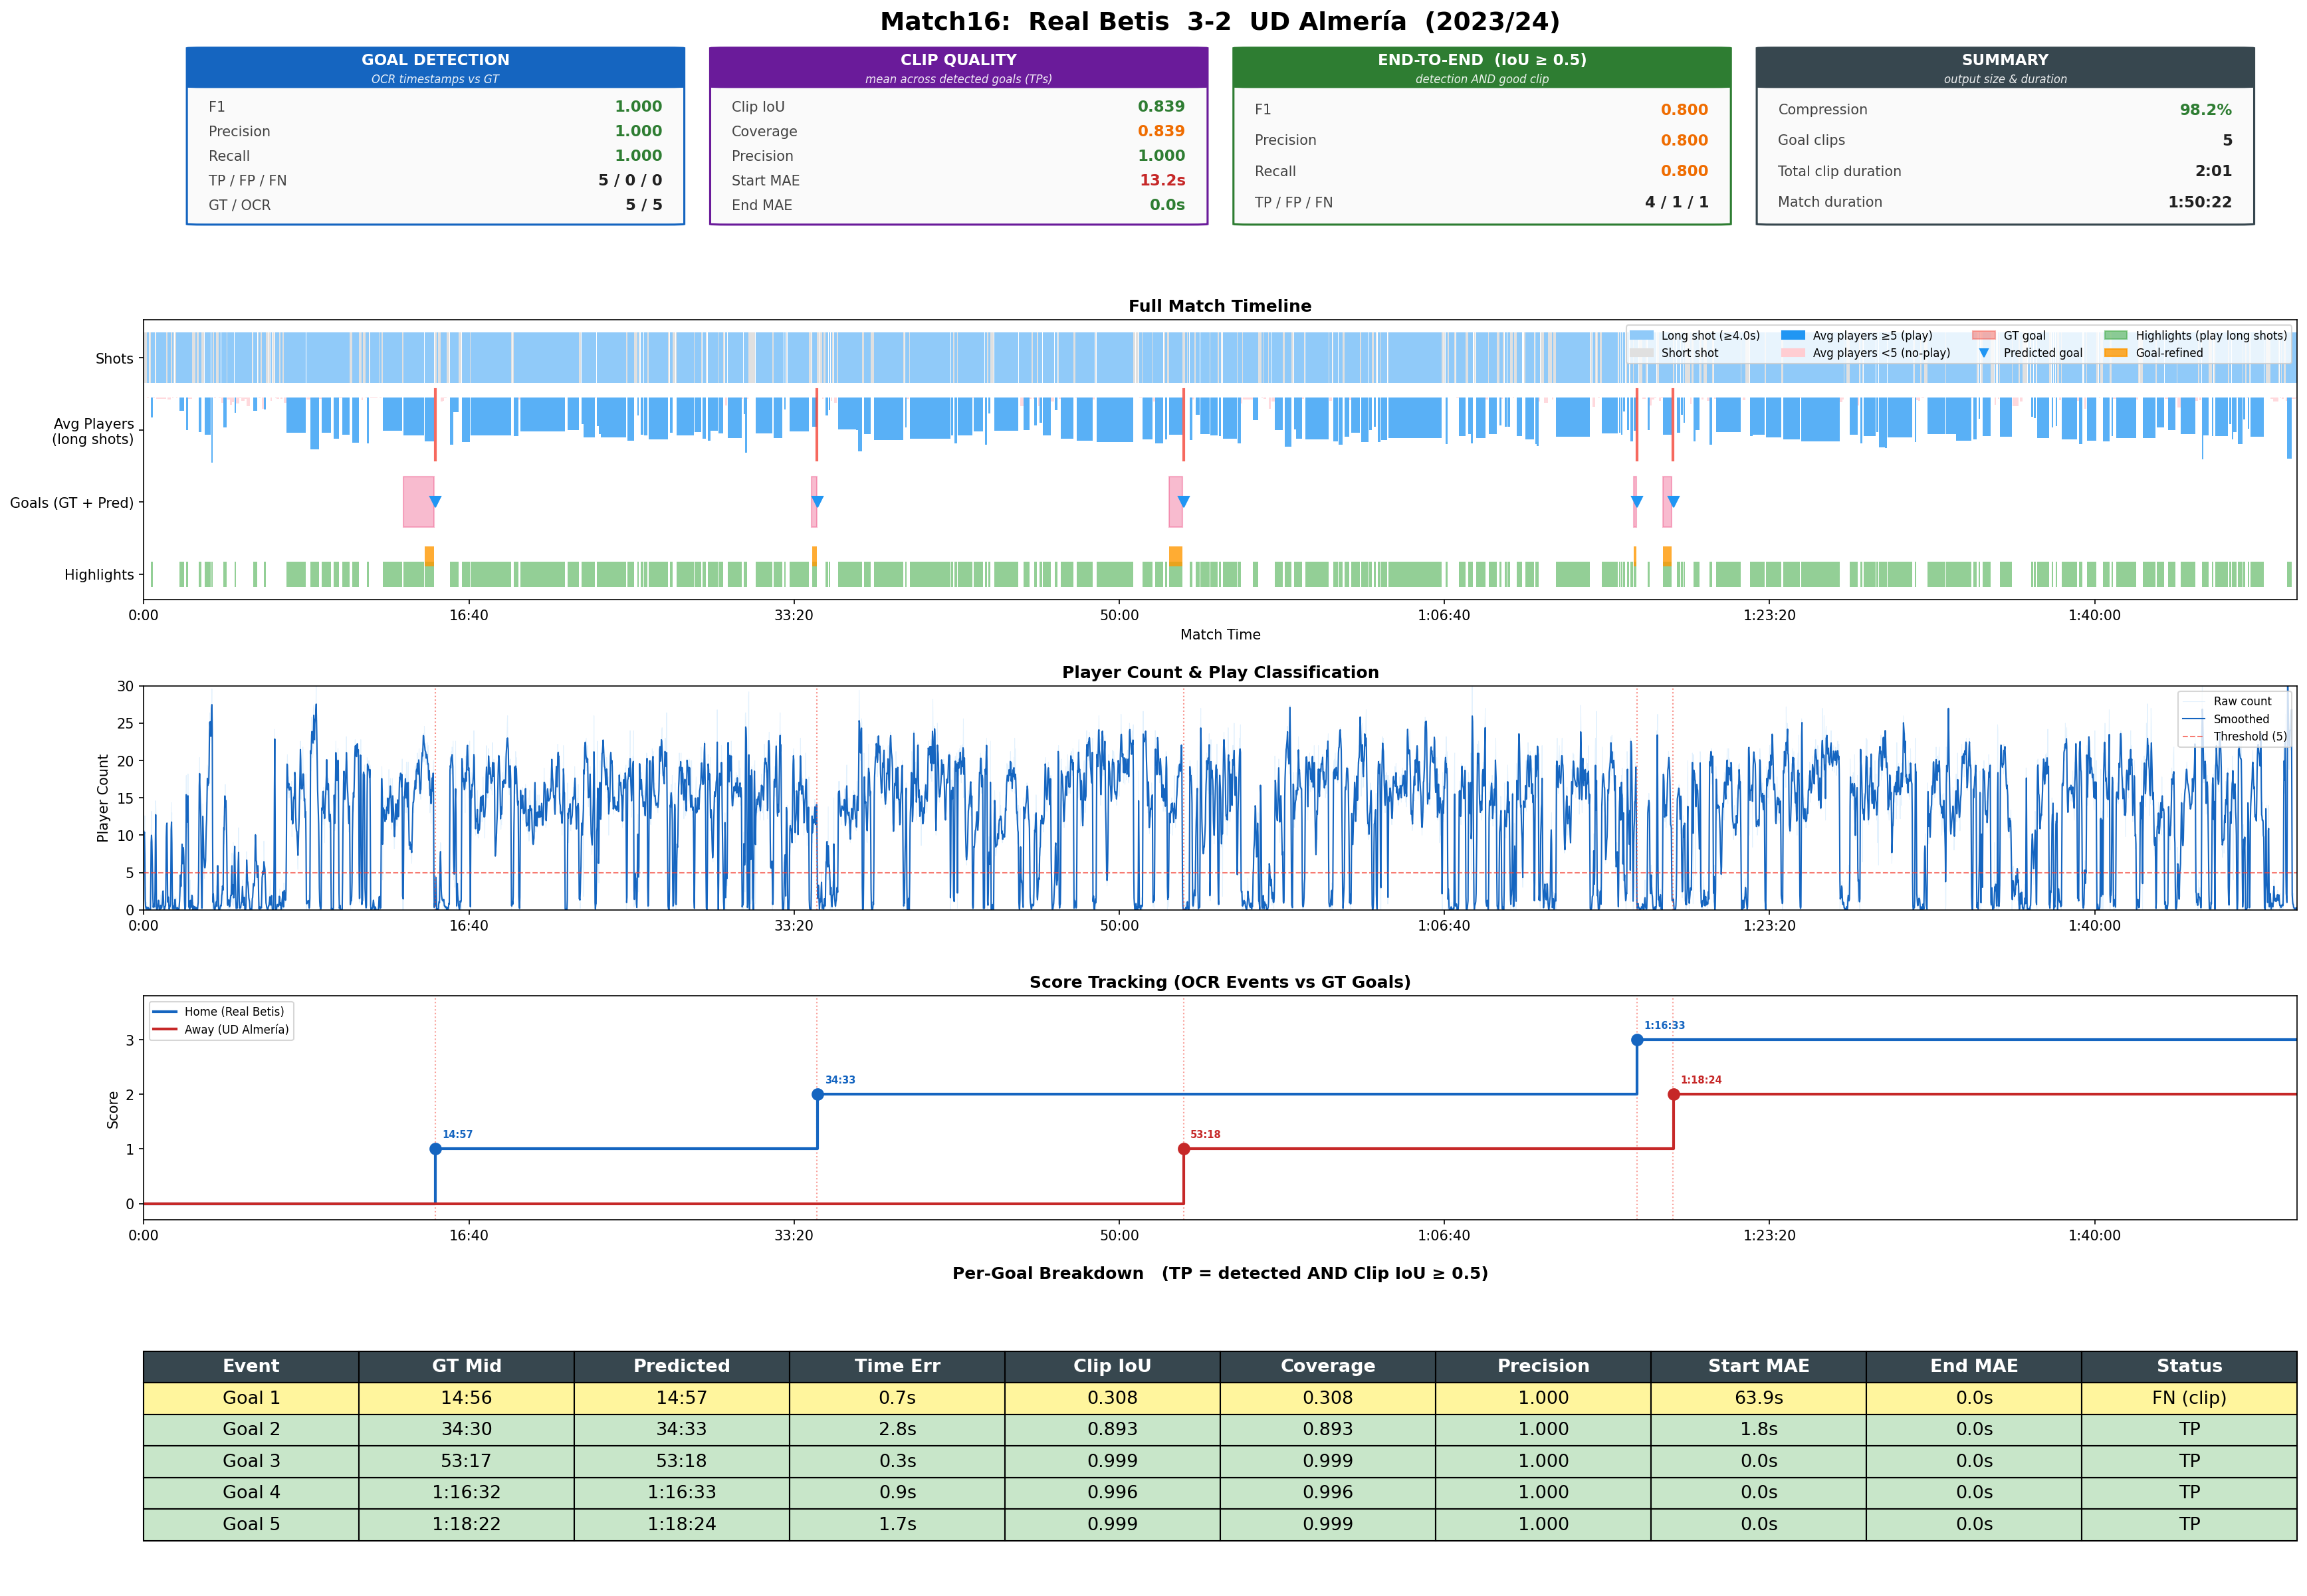 Match16:  Real Betis  3-2  UD Almería  (2023/24)
GOAL DETECTION
OCR timestamps vs GT
F1 1.000
Precision 1.000
Recall 1.000
TP / FP / FN 5 / 0 / 0
GT / OCR 5 / 5
CLIP QUALITY
mean across detected goals (TPs)
Clip IoU 0.839
Coverage 0.839
Precision 1.000
Start MAE 13.2s
End MAE 0.0s
END-TO-END  (IoU ≥ 0.5)
detection AND good clip
F1 0.800
Precision 0.800
Recall 0.800
TP / FP / FN 4 / 1 / 1
SUMMARY
output size & duration
Compression 98.2%
Goal clips 5
Total clip duration 2:01
Match duration 1:50:22
Full Match Timeline
Long shot (≥4.0s)
Short shot
Avg players ≥5 (play)
Avg players <5 (no-play)
GT goal
Predicted goal
Highlights (play long shots)
Goal-refined
Shots
Avg Players
(long shots)
Goals (GT + Pred)
Highlights
0:00 16:40 33:20 50:00 1:06:40 1:23:20 1:40:00
Match Time
Player Count & Play Classification
Raw count
Smoothed
Threshold (5)
Player Count
30
25
20
15
10
5
0
0:00 16:40 33:20 50:00 1:06:40 1:23:20 1:40:00
Score Tracking (OCR Events vs GT Goals)
Home (Real Betis)
Away (UD Almería)
Score
3
2
1
0
14:57
34:33
53:18
1:16:33
1:18:24
0:00 16:40 33:20 50:00 1:06:40 1:23:20 1:40:00
Per-Goal Breakdown   (TP = detected AND Clip IoU ≥ 0.5)
Event GT Mid Predicted Time Err Clip IoU Coverage Precision Start MAE End MAE Status
Goal 1 14:56 14:57 0.7s 0.308 0.308 1.000 63.9s 0.0s FN (clip)
Goal 2 34:30 34:33 2.8s 0.893 0.893 1.000 1.8s 0.0s TP
Goal 3 53:17 53:18 0.3s 0.999 0.999 1.000 0.0s 0.0s TP
Goal 4 1:16:32 1:16:33 0.9s 0.996 0.996 1.000 0.0s 0.0s TP
Goal 5 1:18:22 1:18:24 1.7s 0.999 0.999 1.000 0.0s 0.0s TP